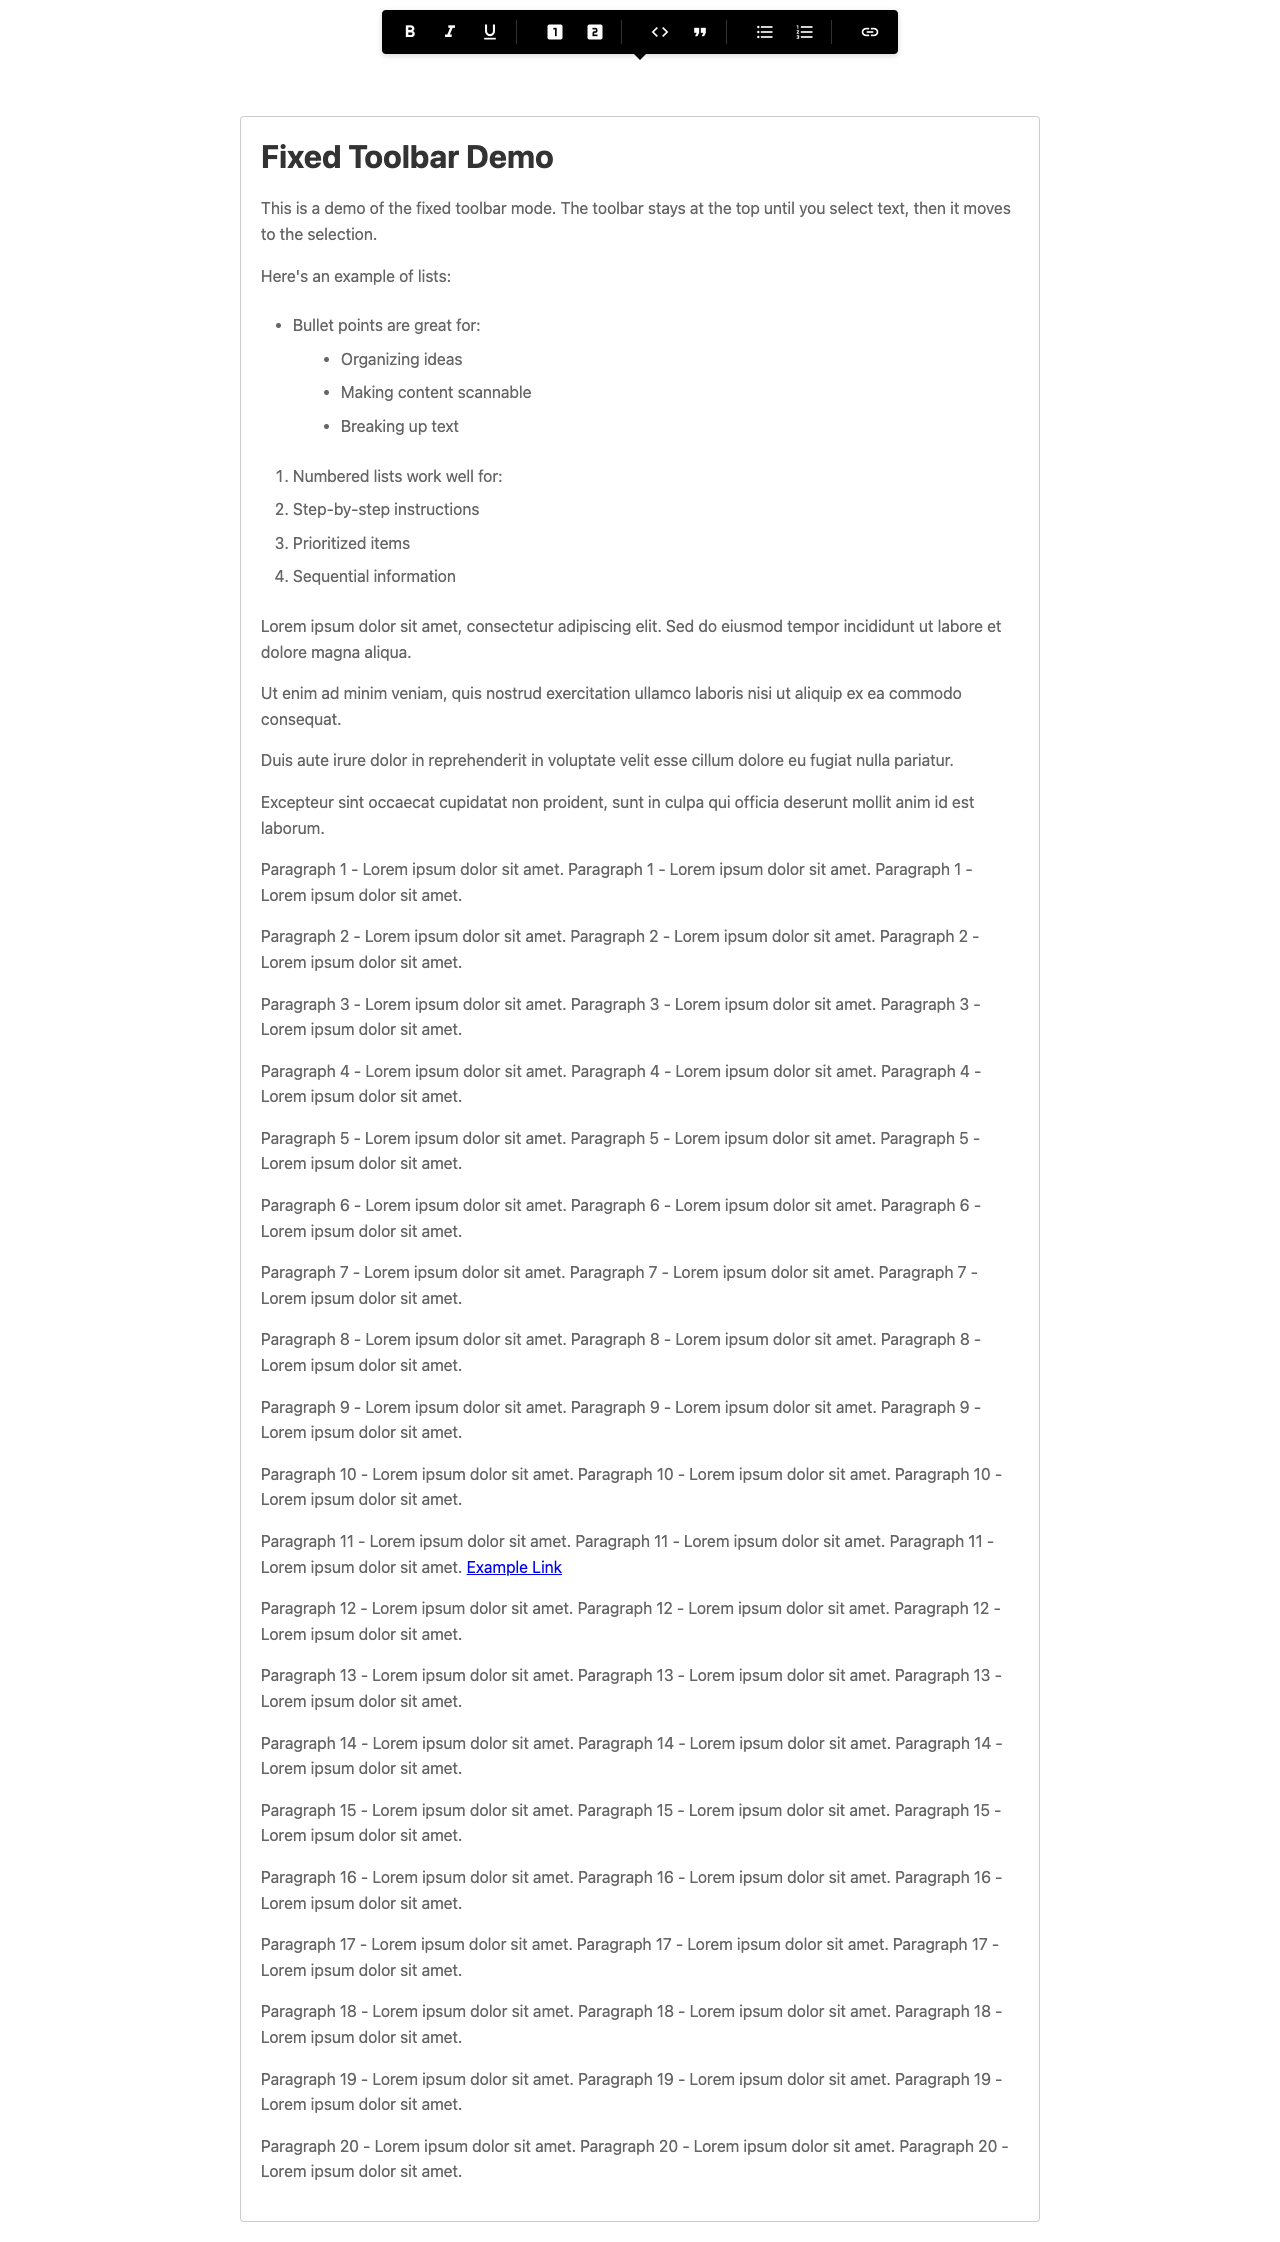 B I U 1 2
Fixed Toolbar Demo
This is a demo of the fixed toolbar mode. The toolbar stays at the top until you select text, then it moves
to the selection.
Here's an example of lists:
• Bullet points are great for:
• Organizing ideas
• Making content scannable
• Breaking up text
1. Numbered lists work well for:
2. Step-by-step instructions
3. Prioritized items
4. Sequential information
Lorem ipsum dolor sit amet, consectetur adipiscing elit. Sed do eiusmod tempor incididunt ut labore et
dolore magna aliqua.
Ut enim ad minim veniam, quis nostrud exercitation ullamco laboris nisi ut aliquip ex ea commodo
consequat.
Duis aute irure dolor in reprehenderit in voluptate velit esse cillum dolore eu fugiat nulla pariatur.
Excepteur sint occaecat cupidatat non proident, sunt in culpa qui officia deserunt mollit anim id est
laborum.
Paragraph 1 - Lorem ipsum dolor sit amet. Paragraph 1 - Lorem ipsum dolor sit amet. Paragraph 1 -
Lorem ipsum dolor sit amet.
Paragraph 2 - Lorem ipsum dolor sit amet. Paragraph 2 - Lorem ipsum dolor sit amet. Paragraph 2 -
Lorem ipsum dolor sit amet.
Paragraph 3 - Lorem ipsum dolor sit amet. Paragraph 3 - Lorem ipsum dolor sit amet. Paragraph 3 -
Lorem ipsum dolor sit amet.
Paragraph 4 - Lorem ipsum dolor sit amet. Paragraph 4 - Lorem ipsum dolor sit amet. Paragraph 4 -
Lorem ipsum dolor sit amet.
Paragraph 5 - Lorem ipsum dolor sit amet. Paragraph 5 - Lorem ipsum dolor sit amet. Paragraph 5 -
Lorem ipsum dolor sit amet.
Paragraph 6 - Lorem ipsum dolor sit amet. Paragraph 6 - Lorem ipsum dolor sit amet. Paragraph 6 -
Lorem ipsum dolor sit amet.
Paragraph 7 - Lorem ipsum dolor sit amet. Paragraph 7 - Lorem ipsum dolor sit amet. Paragraph 7 -
Lorem ipsum dolor sit amet.
Paragraph 8 - Lorem ipsum dolor sit amet. Paragraph 8 - Lorem ipsum dolor sit amet. Paragraph 8 -
Lorem ipsum dolor sit amet.
Paragraph 9 - Lorem ipsum dolor sit amet. Paragraph 9 - Lorem ipsum dolor sit amet. Paragraph 9 -
Lorem ipsum dolor sit amet.
Paragraph 10 - Lorem ipsum dolor sit amet. Paragraph 10 - Lorem ipsum dolor sit amet. Paragraph 10 -
Lorem ipsum dolor sit amet.
Paragraph 11 - Lorem ipsum dolor sit amet. Paragraph 11 - Lorem ipsum dolor sit amet. Paragraph 11 -
Lorem ipsum dolor sit amet. Example Link
Paragraph 12 - Lorem ipsum dolor sit amet. Paragraph 12 - Lorem ipsum dolor sit amet. Paragraph 12 -
Lorem ipsum dolor sit amet.
Paragraph 13 - Lorem ipsum dolor sit amet. Paragraph 13 - Lorem ipsum dolor sit amet. Paragraph 13 -
Lorem ipsum dolor sit amet.
Paragraph 14 - Lorem ipsum dolor sit amet. Paragraph 14 - Lorem ipsum dolor sit amet. Paragraph 14 -
Lorem ipsum dolor sit amet.
Paragraph 15 - Lorem ipsum dolor sit amet. Paragraph 15 - Lorem ipsum dolor sit amet. Paragraph 15 -
Lorem ipsum dolor sit amet.
Paragraph 16 - Lorem ipsum dolor sit amet. Paragraph 16 - Lorem ipsum dolor sit amet. Paragraph 16 -
Lorem ipsum dolor sit amet.
Paragraph 17 - Lorem ipsum dolor sit amet. Paragraph 17 - Lorem ipsum dolor sit amet. Paragraph 17 -
Lorem ipsum dolor sit amet.
Paragraph 18 - Lorem ipsum dolor sit amet. Paragraph 18 - Lorem ipsum dolor sit amet. Paragraph 18 -
Lorem ipsum dolor sit amet.
Paragraph 19 - Lorem ipsum dolor sit amet. Paragraph 19 - Lorem ipsum dolor sit amet. Paragraph 19 -
Lorem ipsum dolor sit amet.
Paragraph 20 - Lorem ipsum dolor sit amet. Paragraph 20 - Lorem ipsum dolor sit amet. Paragraph 20 -
Lorem ipsum dolor sit amet.